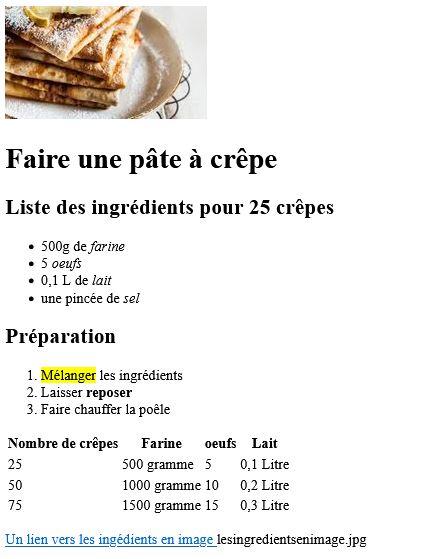 Faire une pâte à crêpe
Liste des ingrédients pour 25 crêpes
• 500g de farine
• 5 oeufs
• 0,1 L de lait
• une pincée de sel
Préparation
1. Mélanger les ingrédients
2. Laisser reposer
3. Faire chauffer la poêle
Nombre de crêpes Farine oeufs Lait
25 500 gramme 5 0,1 Litre
50 1000 gramme 10 0,2 Litre
75 1500 gramme 15 0,3 Litre
Un lien vers les ingédients en image lesingredientsenimage.jpg